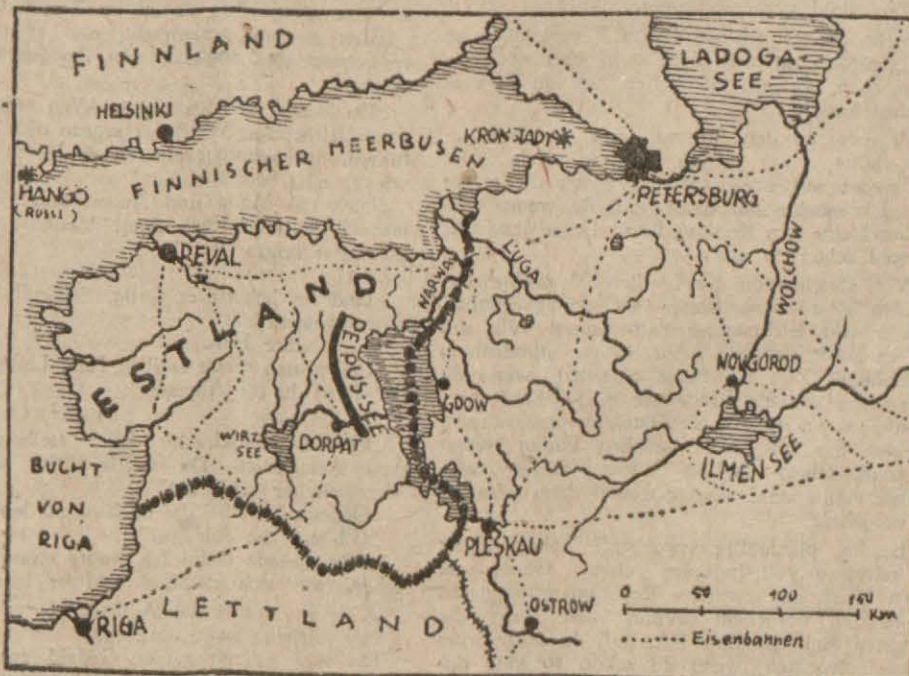 FINNLAND
LADOGA-
SEE
HELSINKI
KRONSTADT
FINNISCHER MEERBUSEN
HANGÖ
(RUSS.)
PETERSBURG
REVAL
NARWA
LUGA
WOLCHOW
ESTLAND
PEIPUS-SEE
NOVGOROD
GDOW
WIRZ.
SEE
DORPAT
ILMEN SEE
BUCHT
VON
RIGA
PLESKAU
LETTLAND
OSTROW
0 50 100 150
Km
RIGA
Eisenbahnen